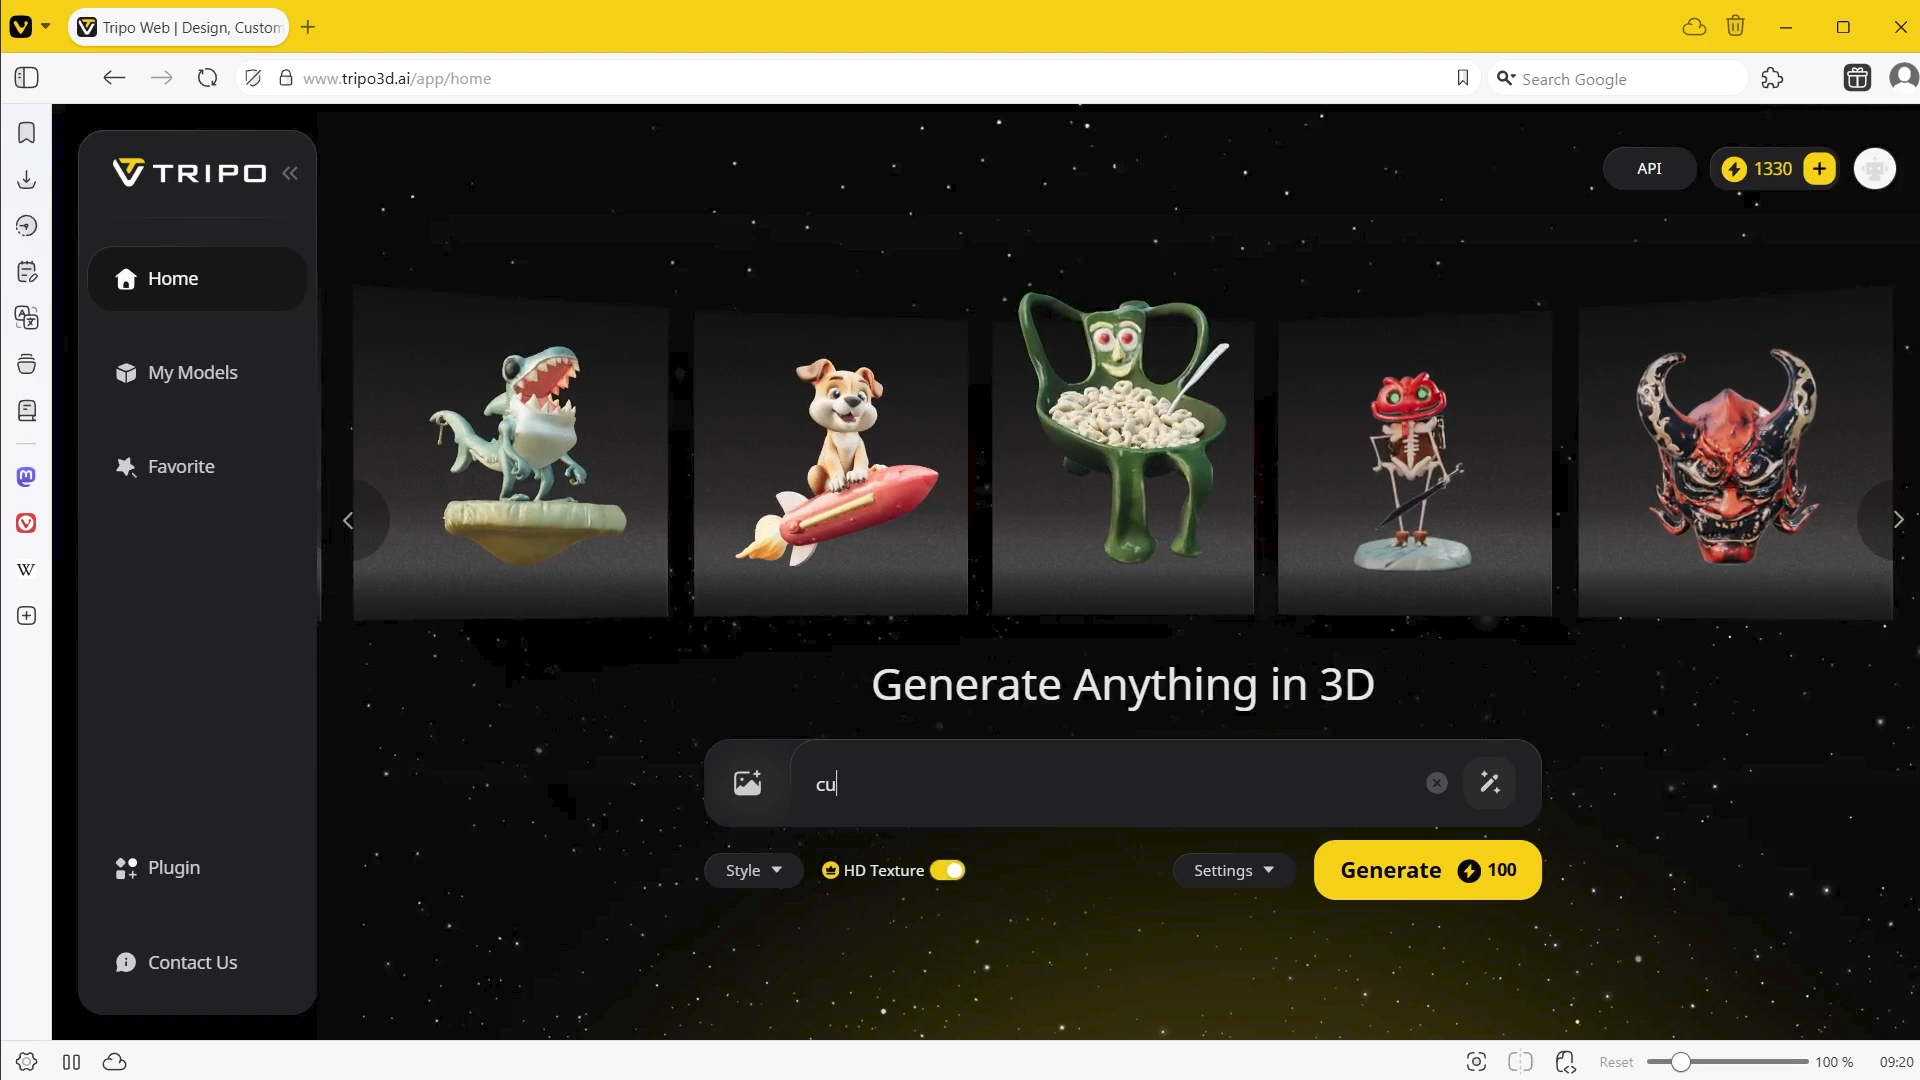 Tripo Web | Design, Custom
www.tripo3d.ai/app/home
Search Google
TRIPO
API
1330
Home
My Models
Favorite
W
Generate Anything in 3D
cu
Style
HD Texture
Settings
Generate 100
Plugin
Contact Us
Reset
100 %
09:20